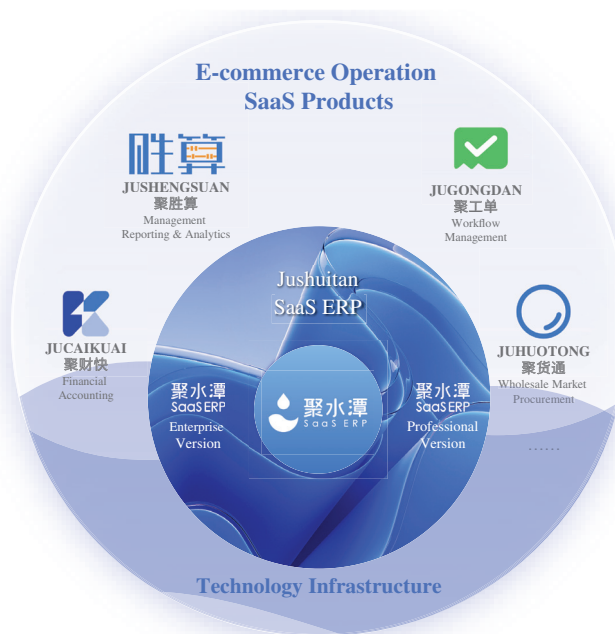 E-commerce Operation
SaaS Products
胜算
JUSHENGSUAN
聚胜算
Management
Reporting & Analytics
JUGONGDAN
聚工单
Workflow
Management
Jushuitan
SaaS ERP
JUCAIKUAI
聚财快
Financial
Accounting
JUHUOTONG
聚货通
Wholesale Market
Procurement
......
聚水潭
SaaS ERP
Enterprise
Version
聚水潭
SaaS ERP
聚水潭
SaaS ERP
Professional
Version
Technology Infrastructure